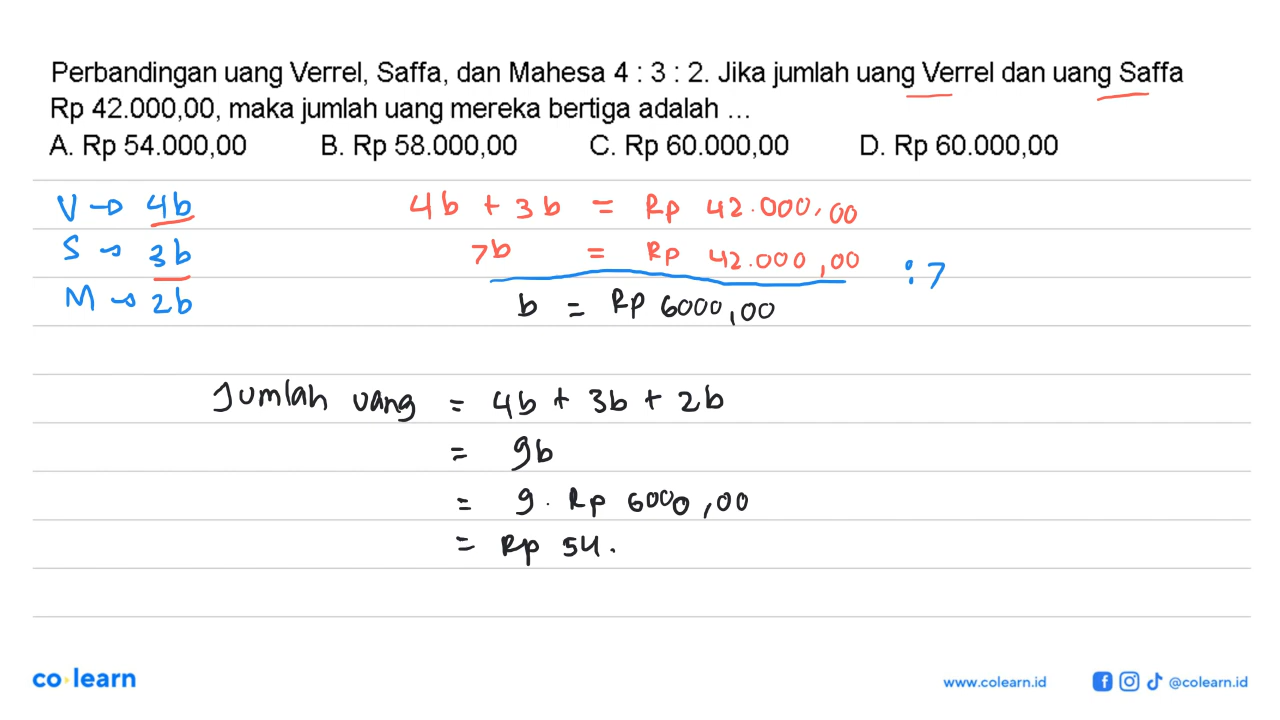 Perbandingan uang Verrel, Saffa, dan Mahesa 4 : 3 : 2. Jika jumlah uang Verrel dan uang Saffa
Rp 42.000,00, maka jumlah uang mereka bertiga adalah ...
A. Rp 54.000,00 B. Rp 58.000,00 C. Rp 60.000,00 D. Rp 60.000,00
V → 4b
S → 3b
M → 2b
4b + 3b = Rp 42.000,00
7b = Rp 42.000,00 : 7
b = Rp 6000,00
Jumlah uang = 4b + 3b + 2b
= 9b
= 9 . Rp 6000,00
= Rp 54.
co learn
www.colearn.id
@colearn.id